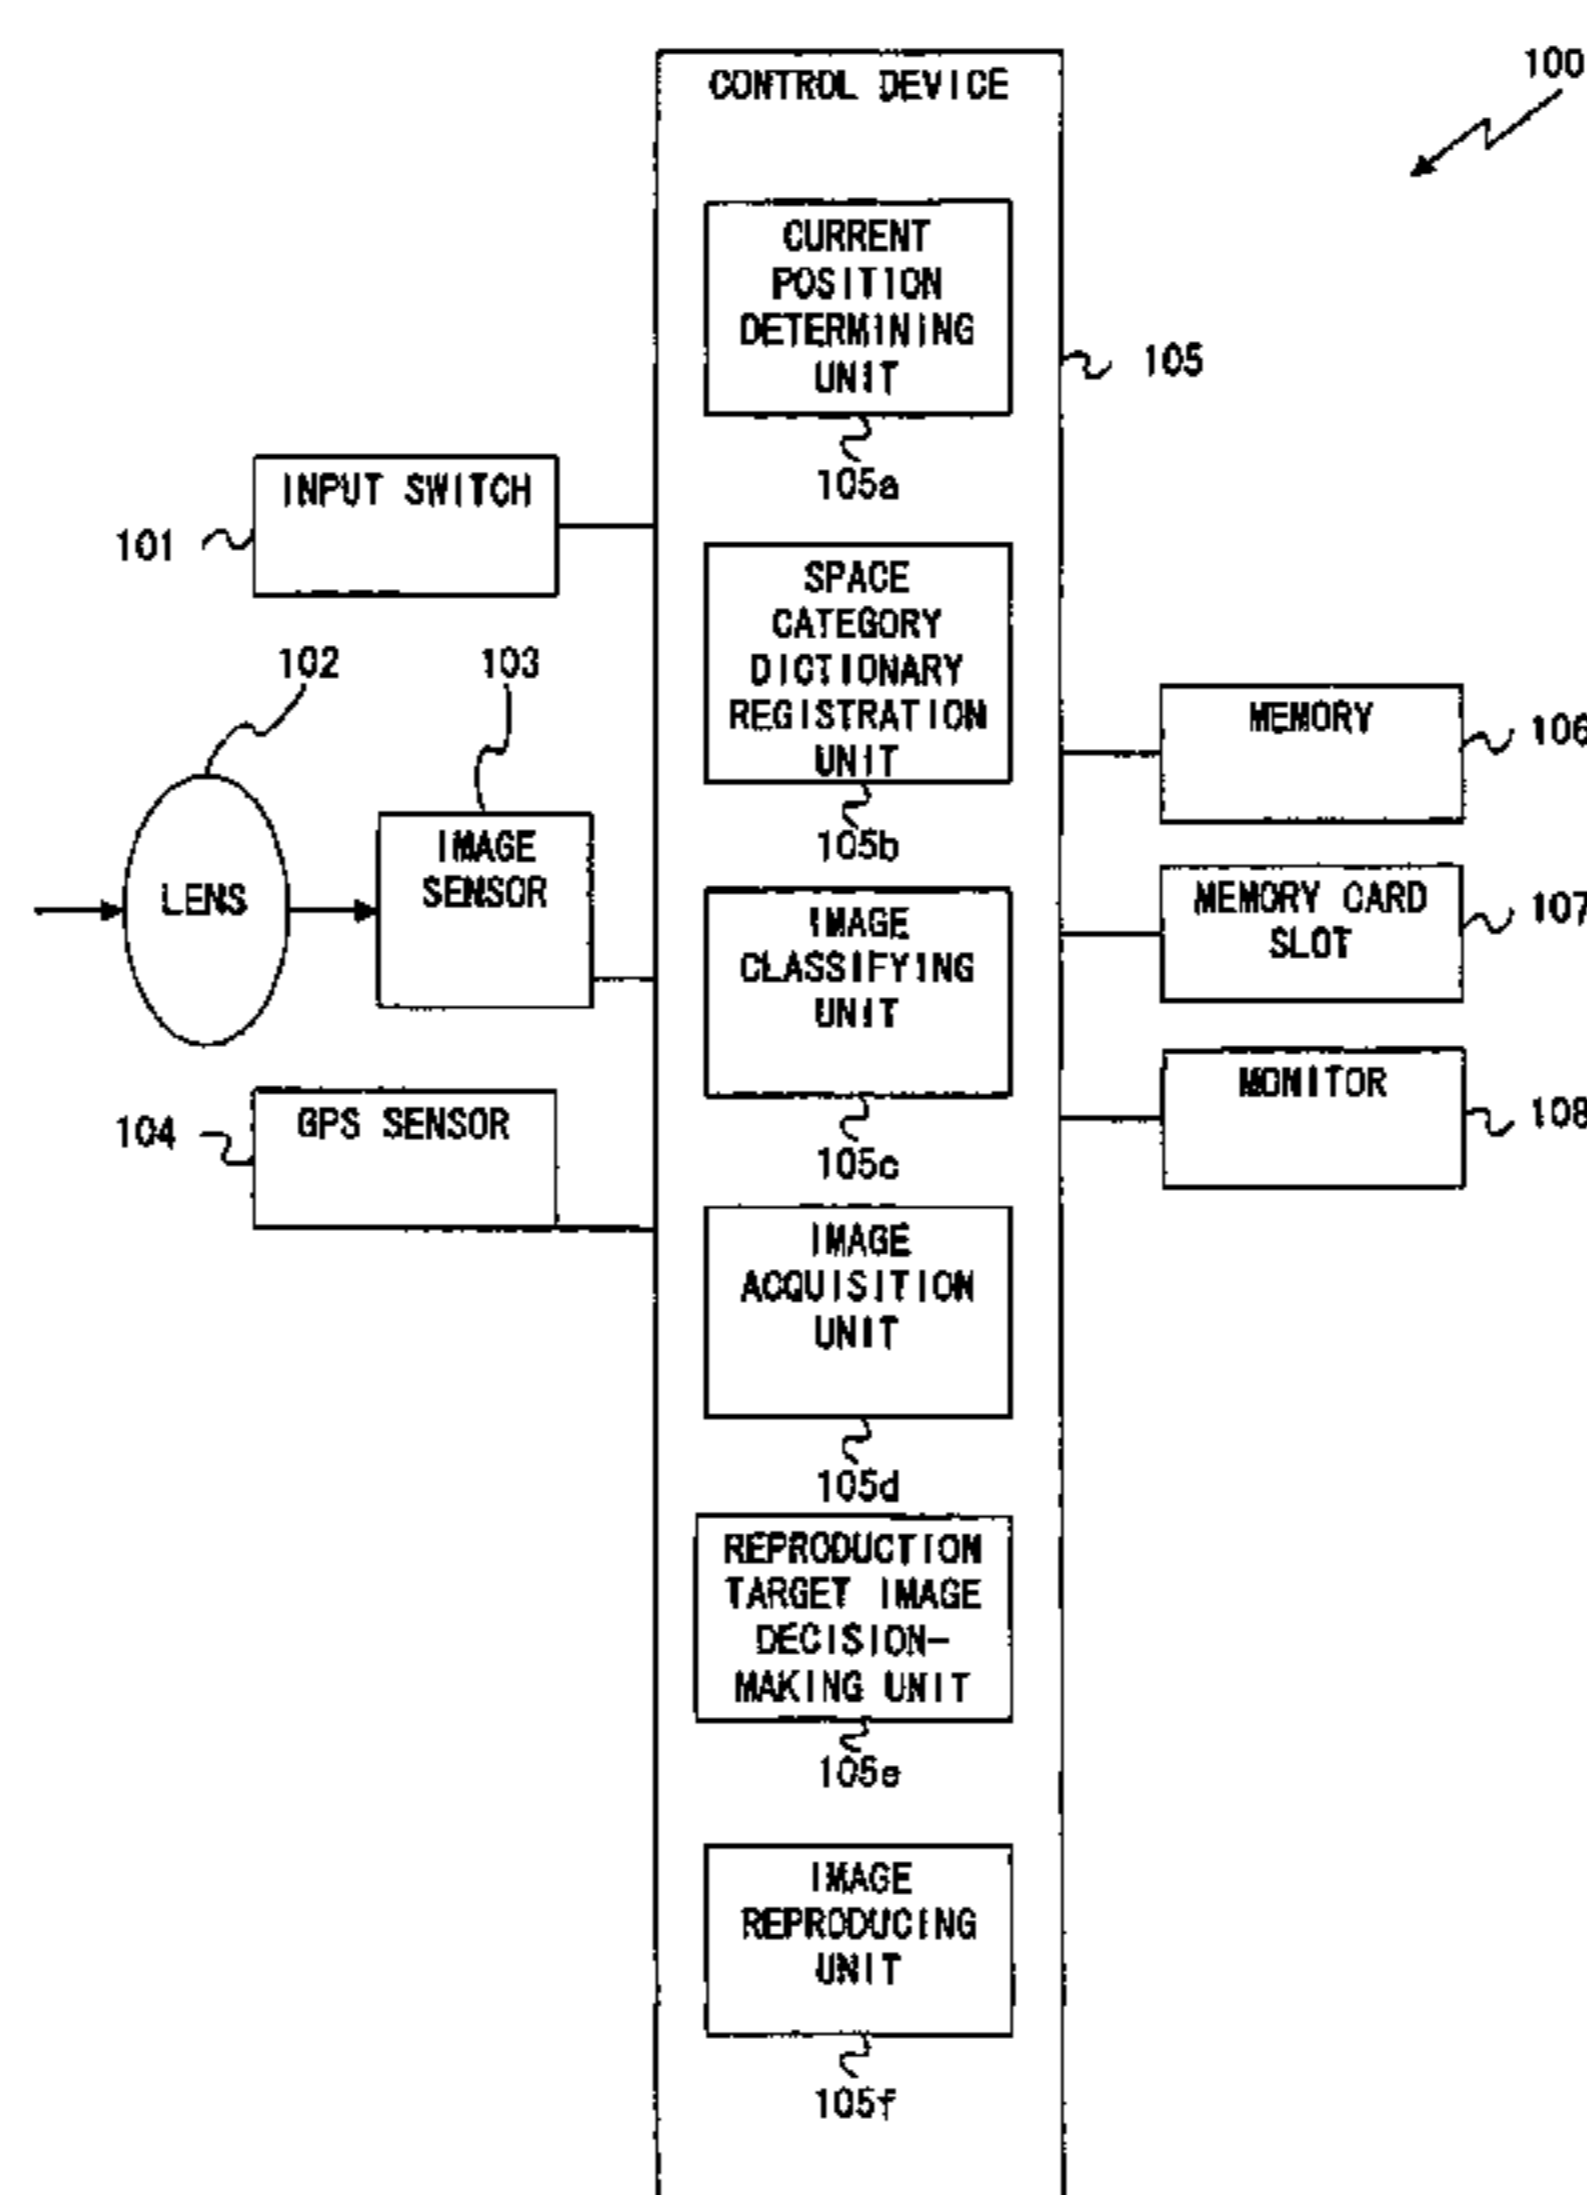 100
CONTROL DEVICE
CURRENT
POSITION
DETERMINING
UNIT
105
105a
INPUT SWITCH
101
SPACE
CATEGORY
DICTIONARY
REGISTRATION
UNIT
105b
102
103
LENS
IMAGE
SENSOR
MEMORY
106
IMAGE
CLASSIFYING
UNIT
105c
MEMORY CARD
SLOT
107
GPS SENSOR
104
MONITOR
108
IMAGE
ACQUISITION
UNIT
105d
REPRODUCTION
TARGET IMAGE
DECISION-
MAKING UNIT
105e
IMAGE
REPRODUCING
UNIT
105f